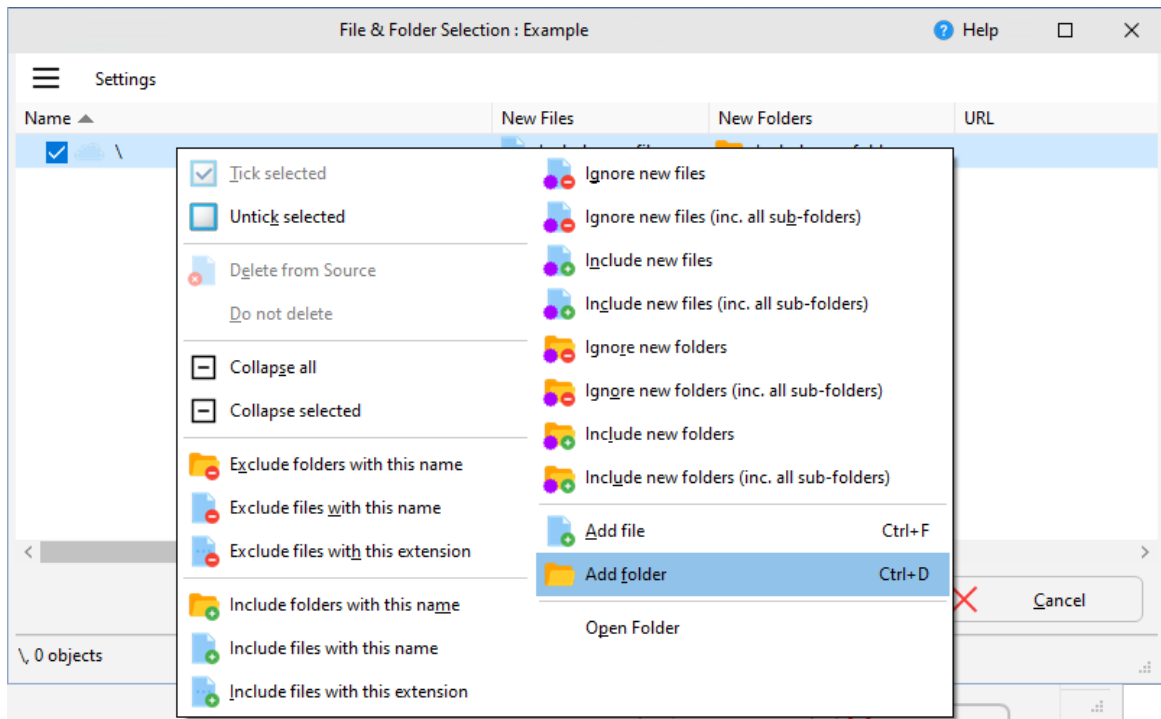 File & Folder Selection : Example
Help
Settings
Name
New Files
New Folders
URL
\
Tick selected
Untick selected
Delete from Source
Do not delete
Collapse all
Collapse selected
Exclude folders with this name
Exclude files with this name
Exclude files with this extension
Include folders with this name
Include files with this name
Include files with this extension
Ignore new files
Ignore new files (inc. all sub-folders)
Include new files
Include new files (inc. all sub-folders)
Ignore new folders
Ignore new folders (inc. all sub-folders)
Include new folders
Include new folders (inc. all sub-folders)
Add file Ctrl+F
Add folder Ctrl+D
Open Folder
Cancel
\, 0 objects